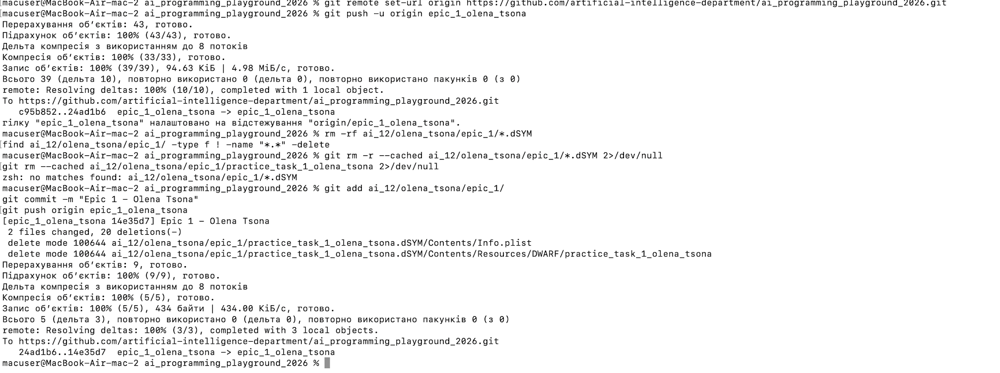 macuser@MacBook-Air-mac-2 ai_programming_playground_2026 % git remote set-url origin https://github.com/artificial-intelligence-department/ai_programming_playground_2026.git
[macuser@MacBook-Air-mac-2 ai_programming_playground_2026 % git push -u origin epic_1_olena_tsona
Перерахування об’єктів: 43, готово.
Підрахунок об’єктів: 100% (43/43), готово.
Дельта компресія з використанням до 8 потоків
Компресія об’єктів: 100% (33/33), готово.
Запис об’єктів: 100% (39/39), 94.63 КіБ | 4.98 МіБ/с, готово.
Всього 39 (дельта 10), повторно використано 0 (дельта 0), повторно використано пакунків 0 (з 0)
remote: Resolving deltas: 100% (10/10), completed with 1 local object.
To https://github.com/artificial-intelligence-department/ai_programming_playground_2026.git
   c95b852..24ad1b6  epic_1_olena_tsona -> epic_1_olena_tsona
гілку "epic_1_olena_tsona" налаштовано на відстежування "origin/epic_1_olena_tsona".
macuser@MacBook-Air-mac-2 ai_programming_playground_2026 % rm -rf ai_12/olena_tsona/epic_1/*.dSYM
[find ai_12/olena_tsona/epic_1/ -type f ! -name "*.*" -delete
macuser@MacBook-Air-mac-2 ai_programming_playground_2026 % git rm -r --cached ai_12/olena_tsona/epic_1/*.dSYM 2>/dev/null
[git rm --cached ai_12/olena_tsona/epic_1/practice_task_1_olena_tsona 2>/dev/null
zsh: no matches found: ai_12/olena_tsona/epic_1/*.dSYM
macuser@MacBook-Air-mac-2 ai_programming_playground_2026 % git add ai_12/olena_tsona/epic_1/
git commit -m "Epic 1 - Olena Tsona"
[git push origin epic_1_olena_tsona
[epic_1_olena_tsona 14e35d7] Epic 1 - Olena Tsona
 2 files changed, 20 deletions(-)
 delete mode 100644 ai_12/olena_tsona/epic_1/practice_task_1_olena_tsona.dSYM/Contents/Info.plist
 delete mode 100644 ai_12/olena_tsona/epic_1/practice_task_1_olena_tsona.dSYM/Contents/Resources/DWARF/practice_task_1_olena_tsona
Перерахування об’єктів: 9, готово.
Підрахунок об’єктів: 100% (9/9), готово.
Дельта компресія з використанням до 8 потоків
Компресія об’єктів: 100% (5/5), готово.
Запис об’єктів: 100% (5/5), 434 байти | 434.00 КіБ/с, готово.
Всього 5 (дельта 3), повторно використано 0 (дельта 0), повторно використано пакунків 0 (з 0)
remote: Resolving deltas: 100% (3/3), completed with 3 local objects.
To https://github.com/artificial-intelligence-department/ai_programming_playground_2026.git
   24ad1b6..14e35d7  epic_1_olena_tsona -> epic_1_olena_tsona
macuser@MacBook-Air-mac-2 ai_programming_playground_2026 %